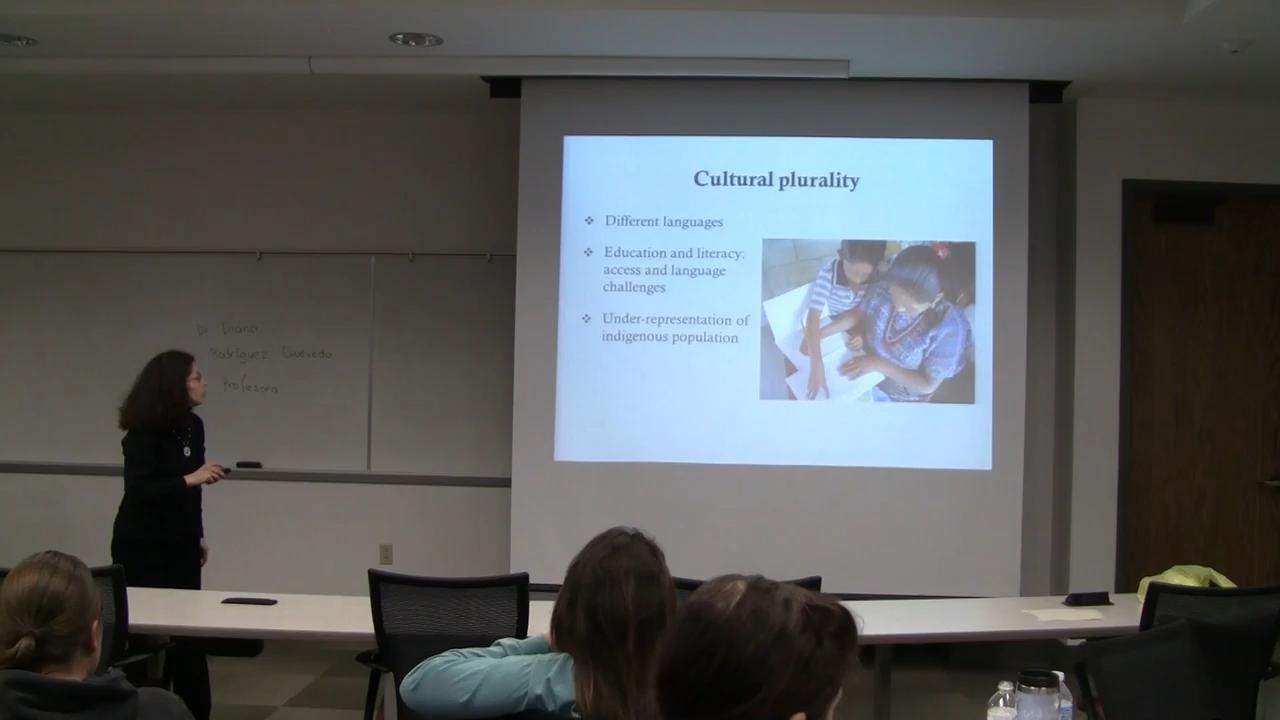 Cultural plurality
❖ Different languages
❖ Education and literacy:
access and language
challenges
❖ Under-representation of
indigenous population
Dr Diana
Rodríguez Quevedo
Profesora